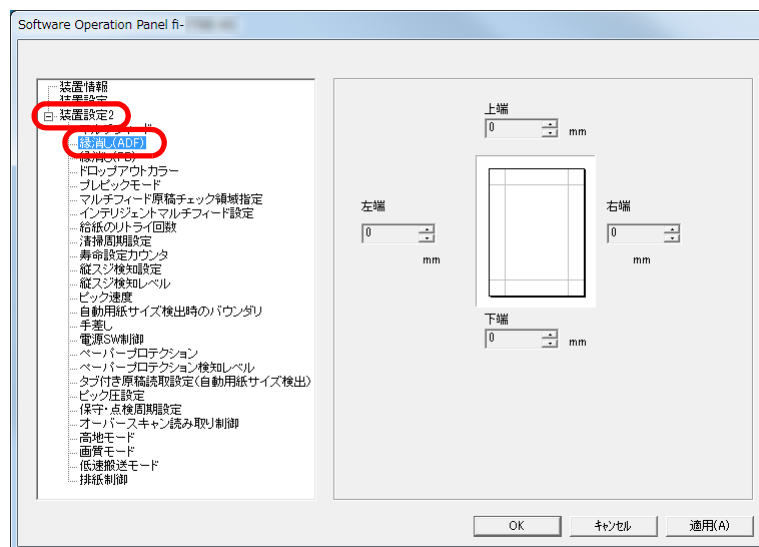 Software Operation Panel fi-
装置情報
装置設定
装置設定2
マルチフィード
縁消し(ADF)
縁消し(FB)
ドロップアウトカラー
プレピックモード
マルチフィード原稿チェック領域指定
インテリジェントマルチフィード設定
給紙のリトライ回数
清掃周期設定
寿命設定カウンタ
縦スジ検知設定
縦スジ検知レベル
ピック速度
自動用紙サイズ検出時のバウンダリ
手差し
電源SW制御
ペーパープロテクション
ペーパープロテクション検知レベル
タブ付き原稿読取設定(自動用紙サイズ検出)
ピック圧設定
保守・点検周期設定
オーバースキャン読み取り制御
高地モード
画質モード
低速搬送モード
排紙制御
上端
0 mm
左端
0
mm
右端
0
mm
下端
0 mm
OK キャンセル 適用(A)